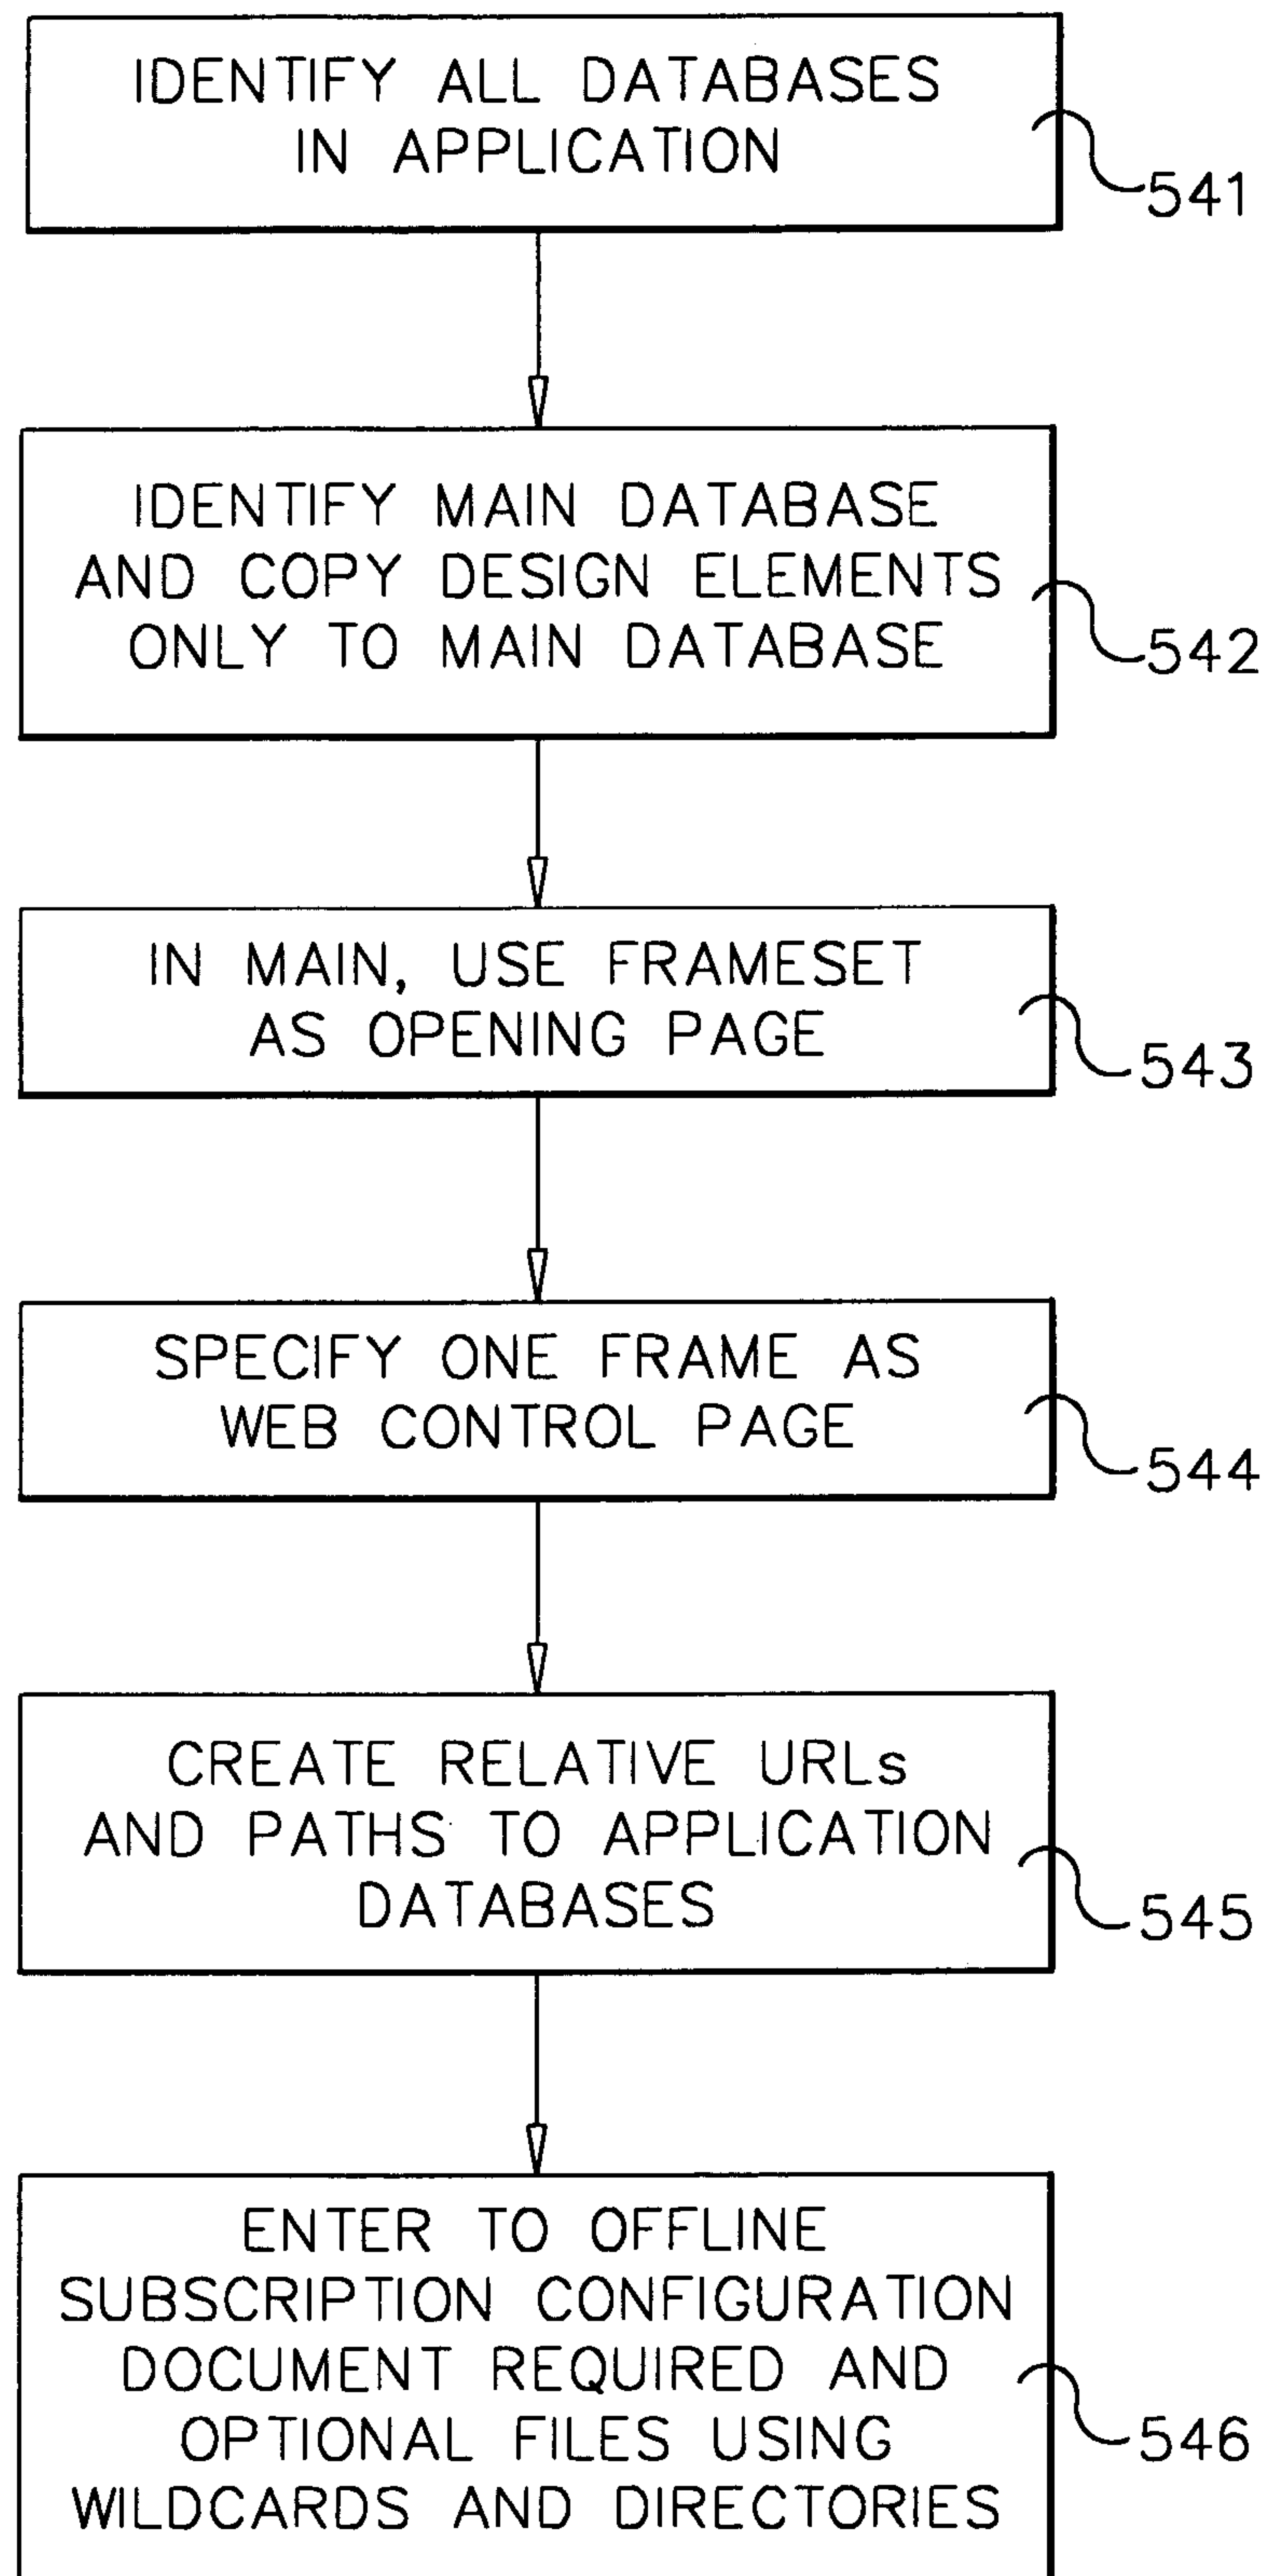 IDENTIFY ALL DATABASES
IN APPLICATION
541
IDENTIFY MAIN DATABASE
AND COPY DESIGN ELEMENTS
ONLY TO MAIN DATABASE
542
IN MAIN, USE FRAMESET
AS OPENING PAGE
543
SPECIFY ONE FRAME AS
WEB CONTROL PAGE
544
CREATE RELATIVE URLs
AND PATHS TO APPLICATION
DATABASES
545
ENTER TO OFFLINE
SUBSCRIPTION CONFIGURATION
DOCUMENT REQUIRED AND
OPTIONAL FILES USING
WILDCARDS AND DIRECTORIES
546